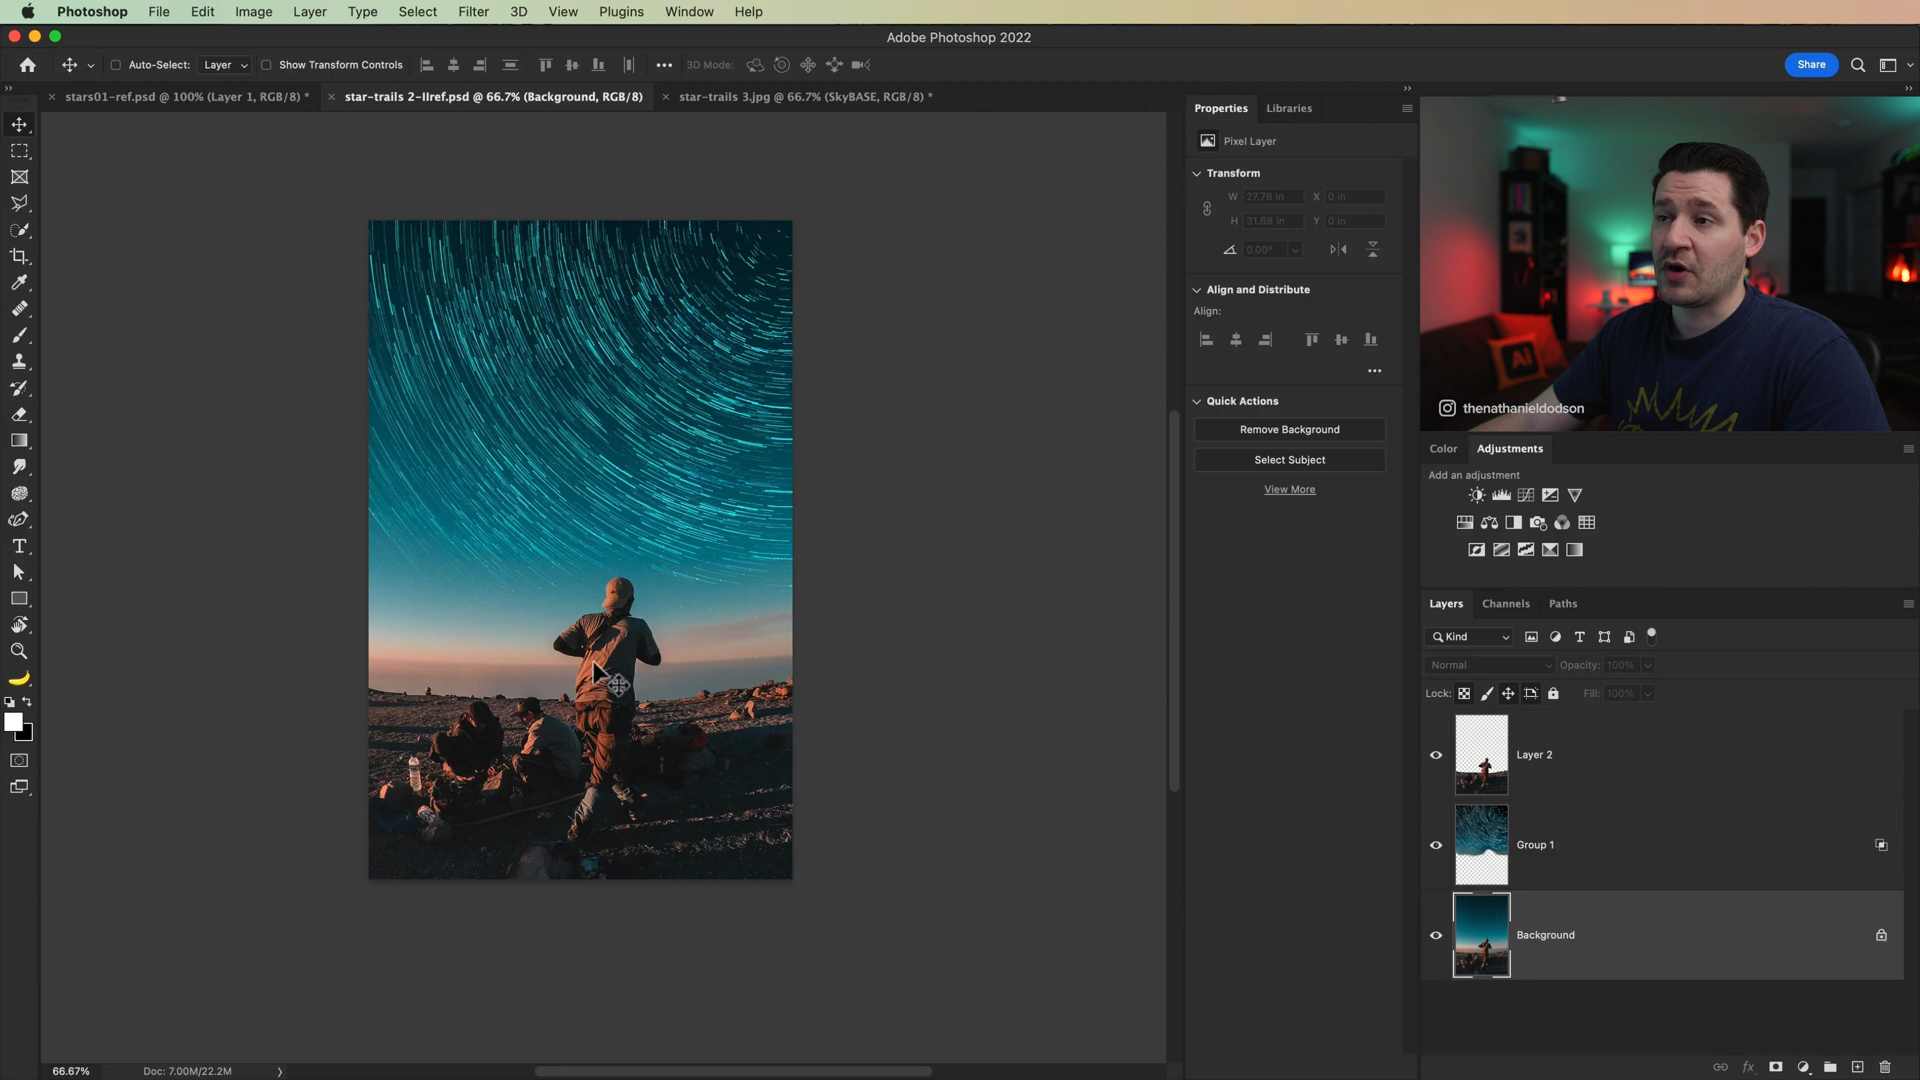 Photoshop File Edit Image Layer Type Select Filter 3D View Plugins Window Help
Adobe Photoshop 2022
Auto-Select: Layer Show Transform Controls 3D Mode: Share
stars01-ref.psd @ 100% (Layer 1, RGB/8) *
star-trails 2-IIref.psd @ 66.7% (Background, RGB/8)
star-trails 3.jpg @ 66.7% (SkyBASE, RGB/8) *
Properties Libraries
Pixel Layer
Transform
W 27.78 in X 0 in
H 31.68 in Y 0 in
0.00°
Align and Distribute
Align:
Quick Actions
Remove Background
Select Subject
View More
Ai
thenathanieldodson
Color Adjustments
Add an adjustment
Layers Channels Paths
Kind
Normal Opacity: 100%
Lock: Fill: 100%
Layer 2
Group 1
Background
66.67% Doc: 7.00M/22.2M